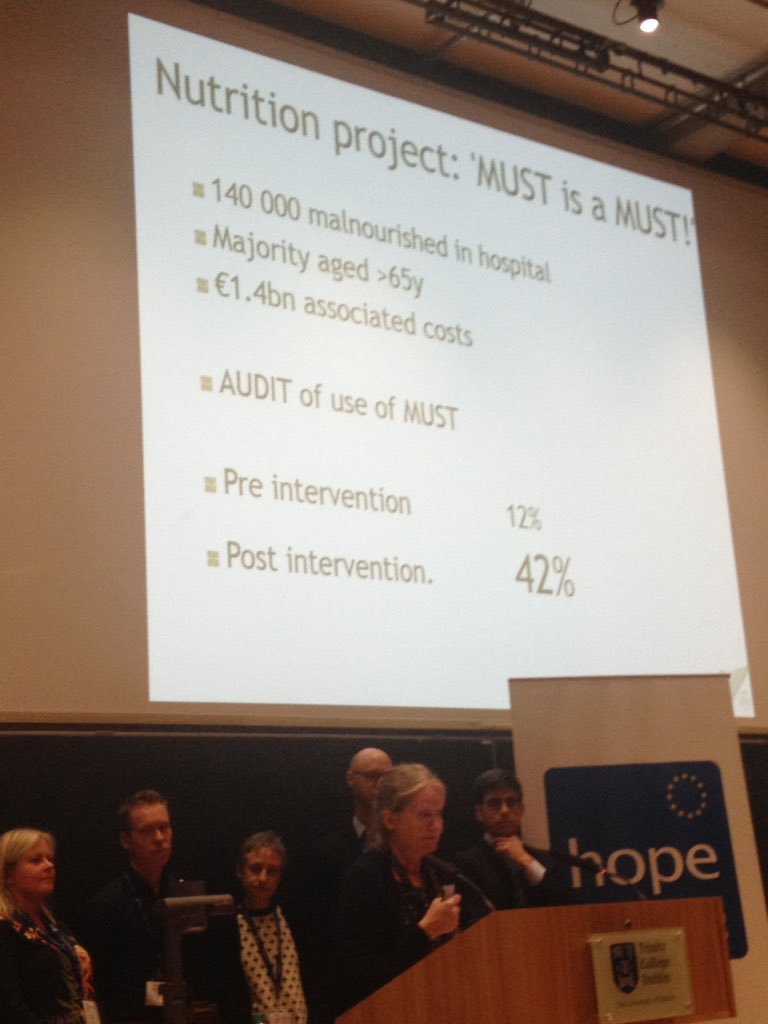 Nutrition project: 'MUST is a MUST!'
140 000 malnourished in hospital
Majority aged >65y
€1.4bn associated costs
AUDIT of use of MUST
Pre intervention 12%
Post intervention. 42%
hope
Trinity
College
Dublin